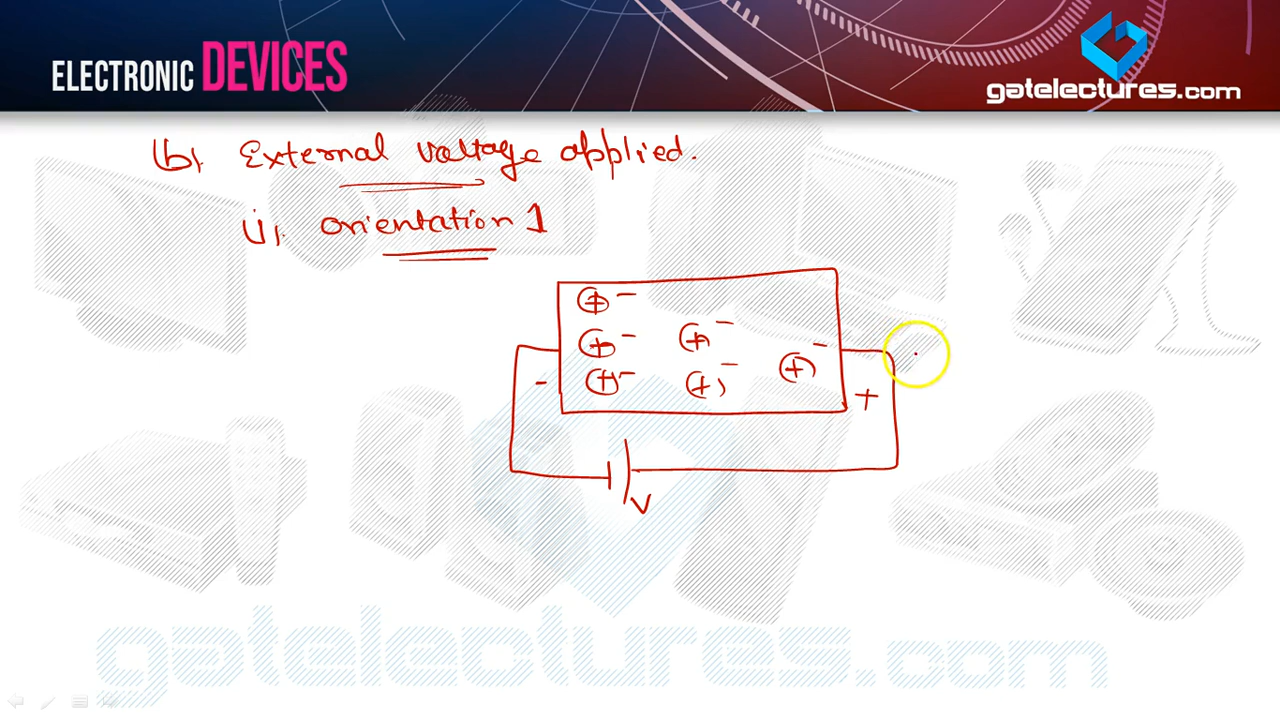 ELECTRONIC DEVICES
gatelectures.com
(b). External voltage applied.
(i). orientation 1
⊕ −
⊕ − ⊕ − −
⊕ − ⊕ − ⊕
− +
V
gatelectures.com